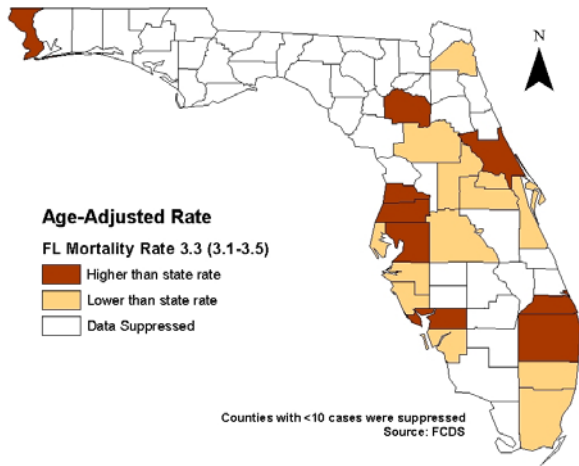 N
Age-Adjusted Rate
FL Mortality Rate 3.3 (3.1-3.5)
Higher than state rate
Lower than state rate
Data Suppressed
Counties with <10 cases were suppressed
Source: FCDS